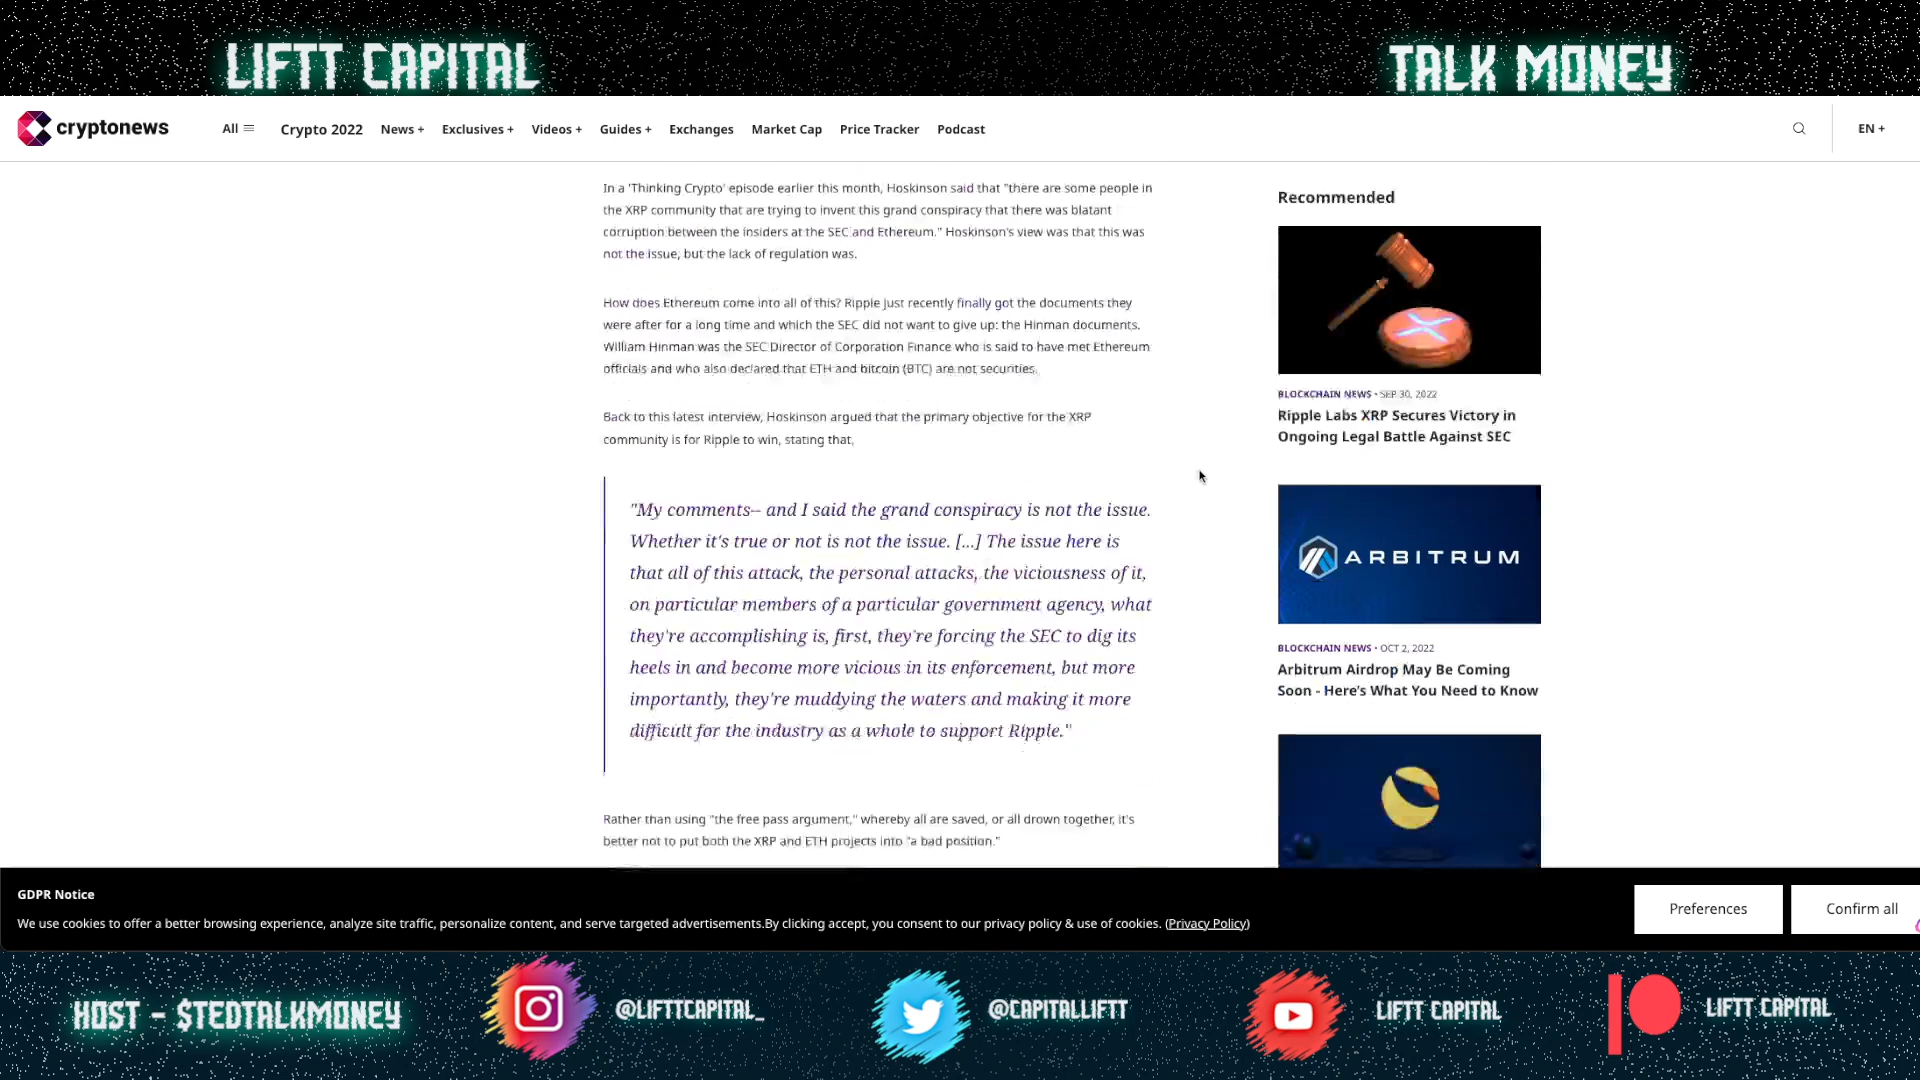 LIFTT CAPITAL
TALK MONEY
cryptonews
All
Crypto 2022
News +
Exclusives +
Videos +
Guides +
Exchanges
Market Cap
Price Tracker
Podcast
EN +
In a 'Thinking Crypto' episode earlier this month, Hoskinson said that "there are some people in
the XRP community that are trying to invent this grand conspiracy that there was blatant
corruption between the insiders at the SEC and Ethereum." Hoskinson's view was that this was
not the issue, but the lack of regulation was.
How does Ethereum come into all of this? Ripple just recently finally got the documents they
were after for a long time and which the SEC did not want to give up: the Hinman documents.
William Hinman was the SEC Director of Corporation Finance who is said to have met Ethereum
officials and who also declared that ETH and bitcoin (BTC) are not securities.
Back to this latest interview, Hoskinson argued that the primary objective for the XRP
community is for Ripple to win, stating that,
"My comments-- and I said the grand conspiracy is not the issue.
Whether it's true or not is not the issue. [...] The issue here is
that all of this attack, the personal attacks, the viciousness of it,
on particular members of a particular government agency, what
they're accomplishing is, first, they're forcing the SEC to dig its
heels in and become more vicious in its enforcement, but more
importantly, they're muddying the waters and making it more
difficult for the industry as a whole to support Ripple."
Rather than using "the free pass argument," whereby all are saved, or all drown together, it's
better not to put both the XRP and ETH projects into "a bad position."
Recommended
BLOCKCHAIN NEWS • SEP 30, 2022
Ripple Labs XRP Secures Victory in
Ongoing Legal Battle Against SEC
ARBITRUM
BLOCKCHAIN NEWS • OCT 2, 2022
Arbitrum Airdrop May Be Coming
Soon - Here's What You Need to Know
GDPR Notice
We use cookies to offer a better browsing experience, analyze site traffic, personalize content, and serve targeted advertisements.By clicking accept, you consent to our privacy policy & use of cookies. (Privacy Policy)
Preferences
Confirm all
HOST - $TEDTALKMONEY
@LIFTTCAPITAL_
@CAPITALLIFTT
LIFTT CAPITAL
LIFTT CAPITAL